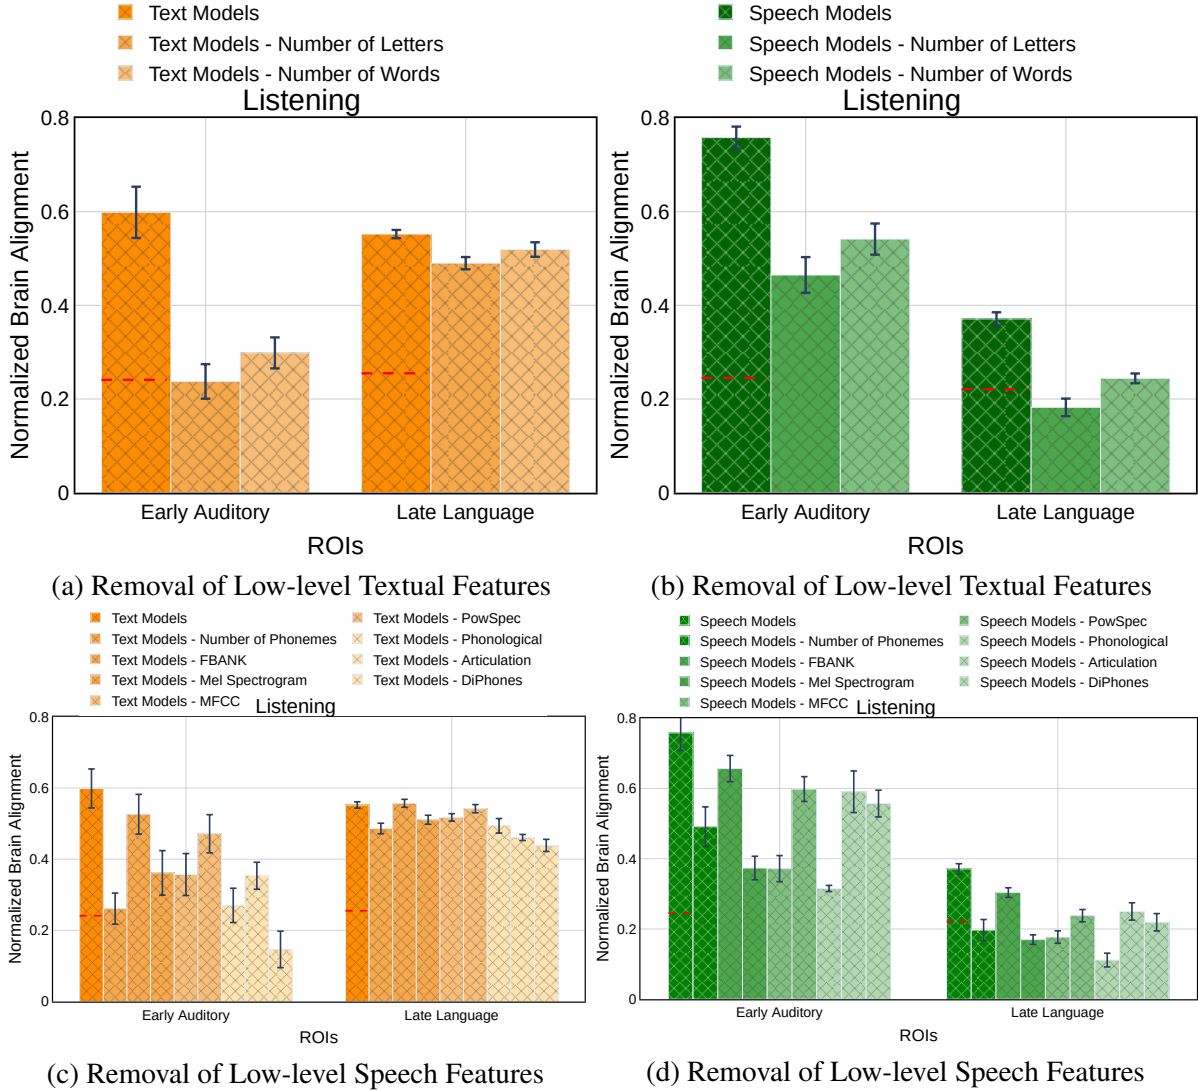 Text Models
Text Models - Number of Letters
Text Models - Number of Words
Listening
0.8
0.6
0.4
0.2
0
Normalized Brain Alignment
Early Auditory
Late Language
ROIs
(a) Removal of Low-level Textual Features
Speech Models
Speech Models - Number of Letters
Speech Models - Number of Words
Listening
0.8
0.6
0.4
0.2
0
Normalized Brain Alignment
Early Auditory
Late Language
ROIs
(b) Removal of Low-level Textual Features
Text Models
Text Models - Number of Phonemes
Text Models - FBANK
Text Models - Mel Spectrogram
Text Models - MFCC
Text Models - PowSpec
Text Models - Phonological
Text Models - Articulation
Text Models - DiPhones
Listening
0.8
0.6
0.4
0.2
0
Normalized Brain Alignment
Early Auditory
Late Language
ROIs
(c) Removal of Low-level Speech Features
Speech Models
Speech Models - Number of Phonemes
Speech Models - FBANK
Speech Models - Mel Spectrogram
Speech Models - MFCC
Speech Models - PowSpec
Speech Models - Phonological
Speech Models - Articulation
Speech Models - DiPhones
Listening
0.8
0.6
0.4
0.2
0
Normalized Brain Alignment
Early Auditory
Late Language
ROIs
(d) Removal of Low-level Speech Features